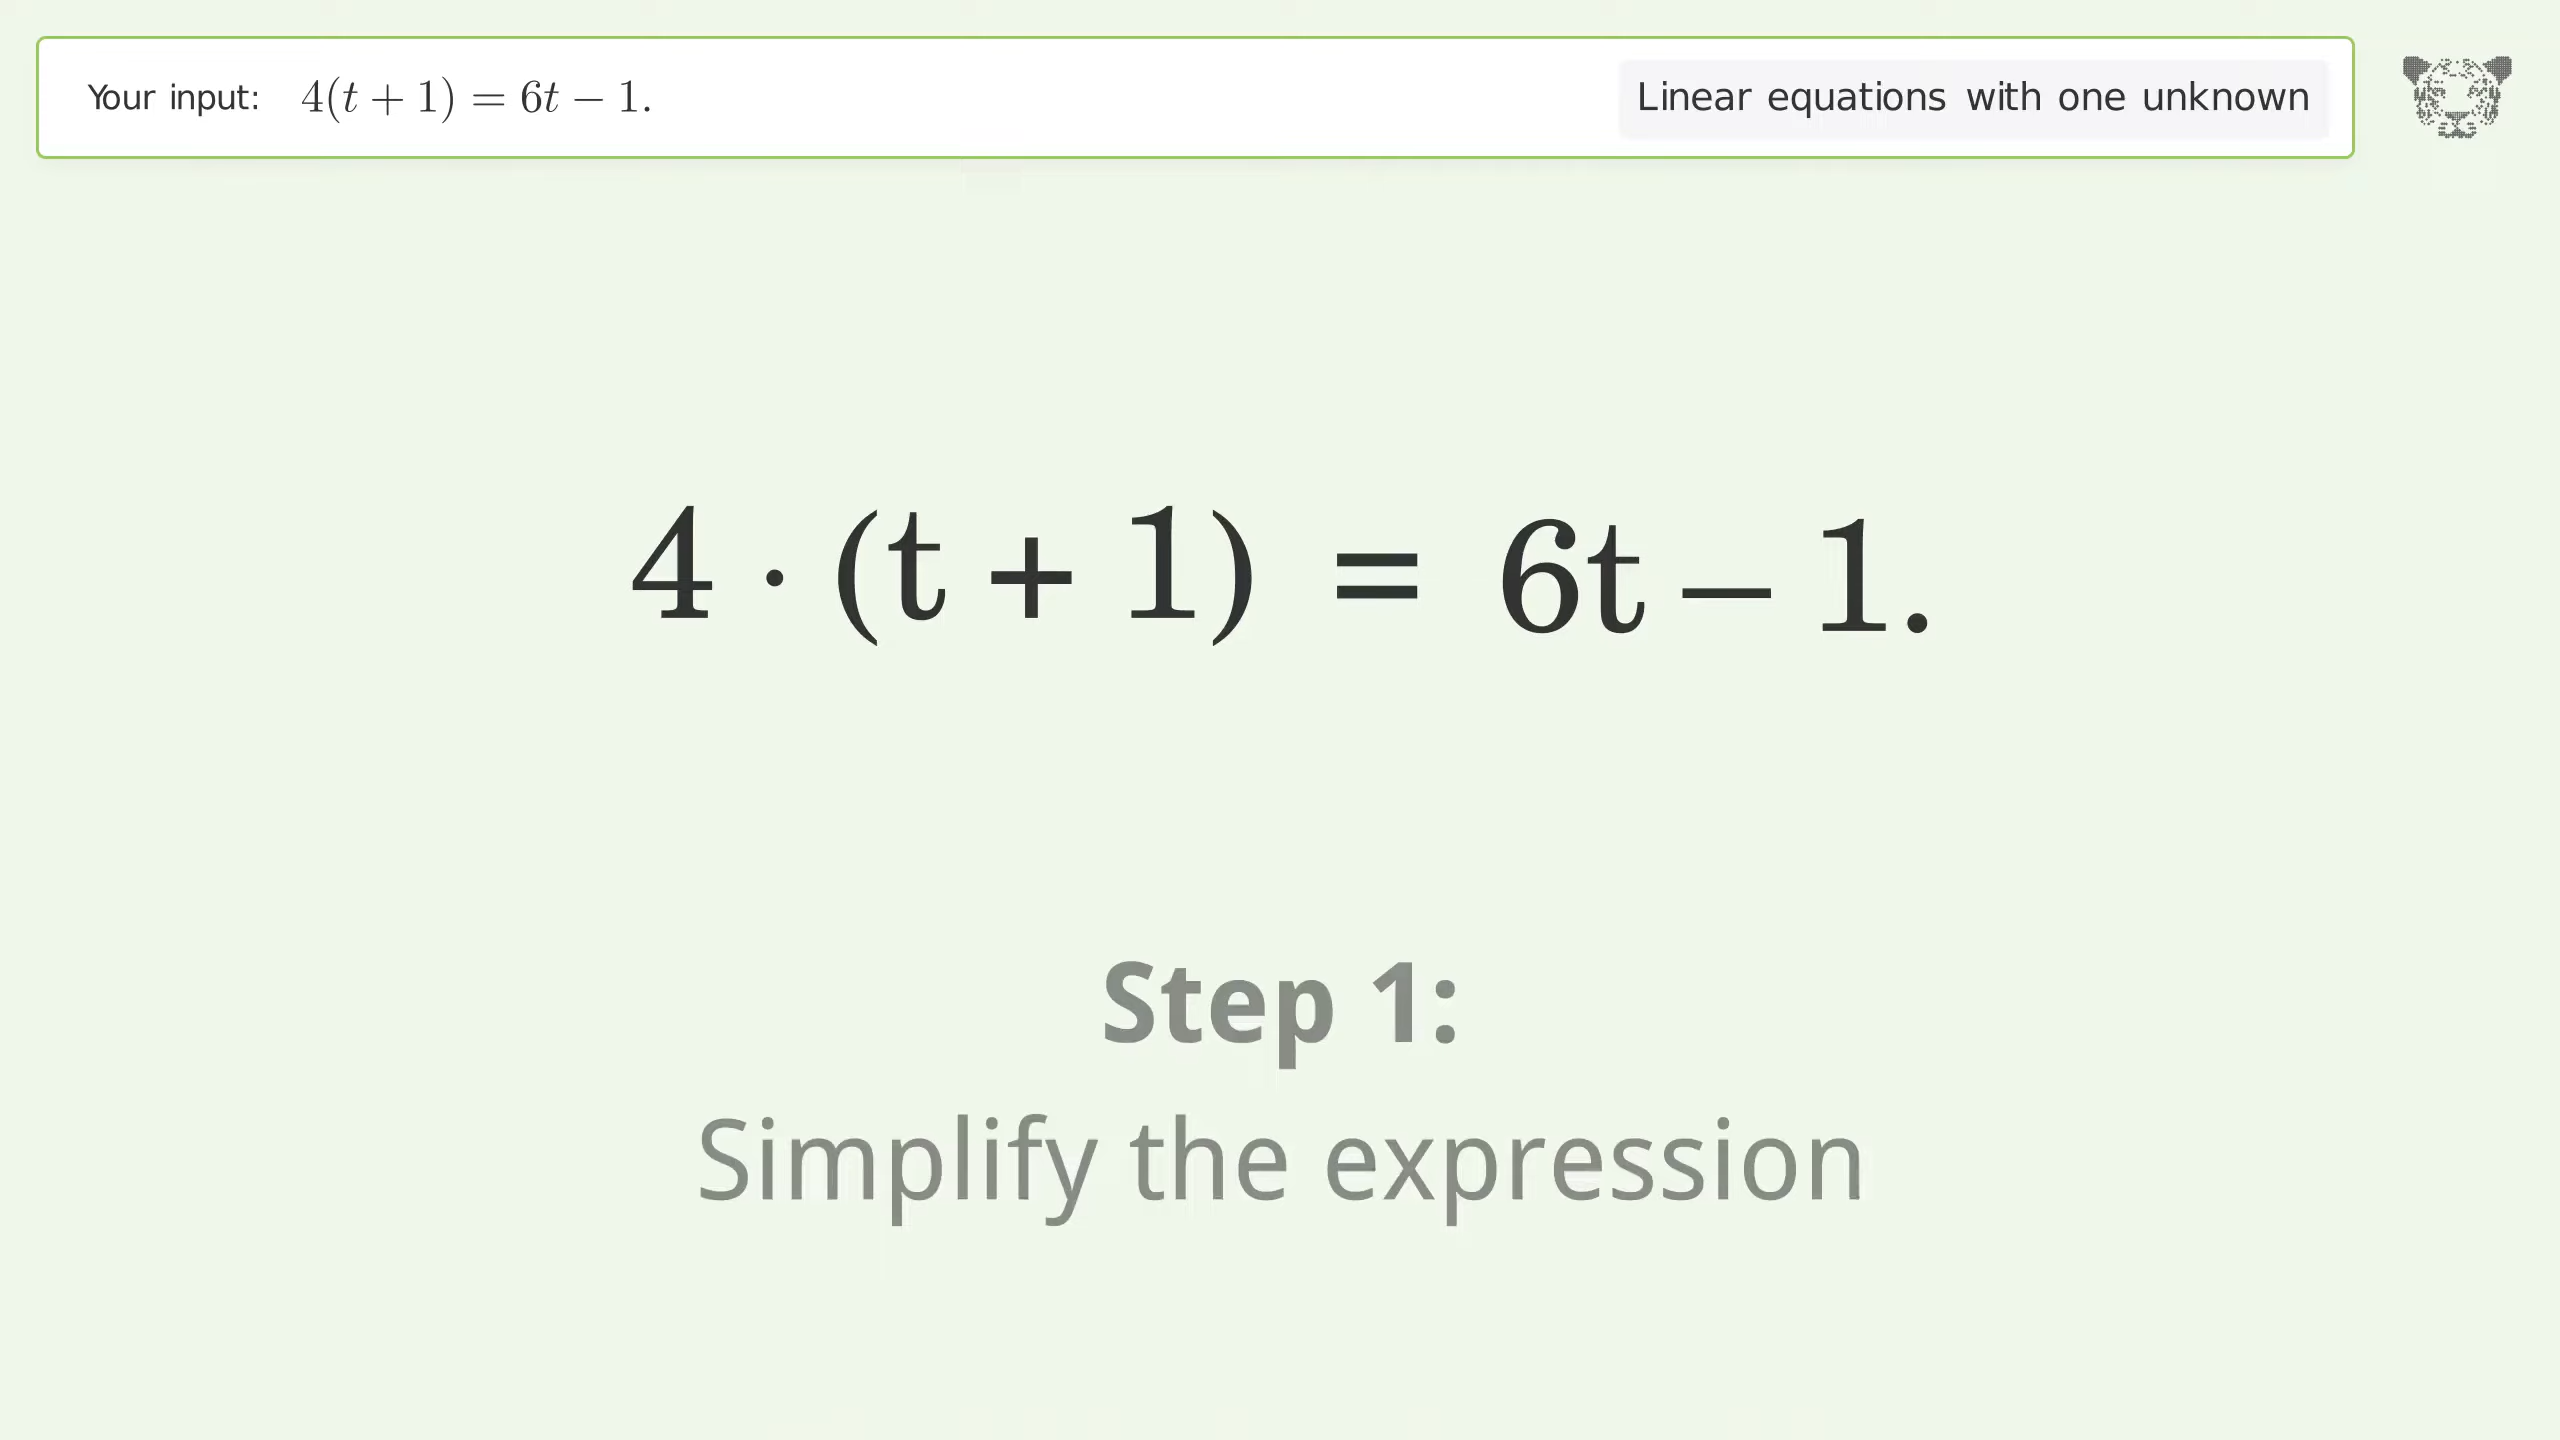 Your input: 4(t + 1) = 6t − 1. Linear equations with one unknown
4 · (t + 1) = 6t − 1.
Step 1:
Simplify the expression